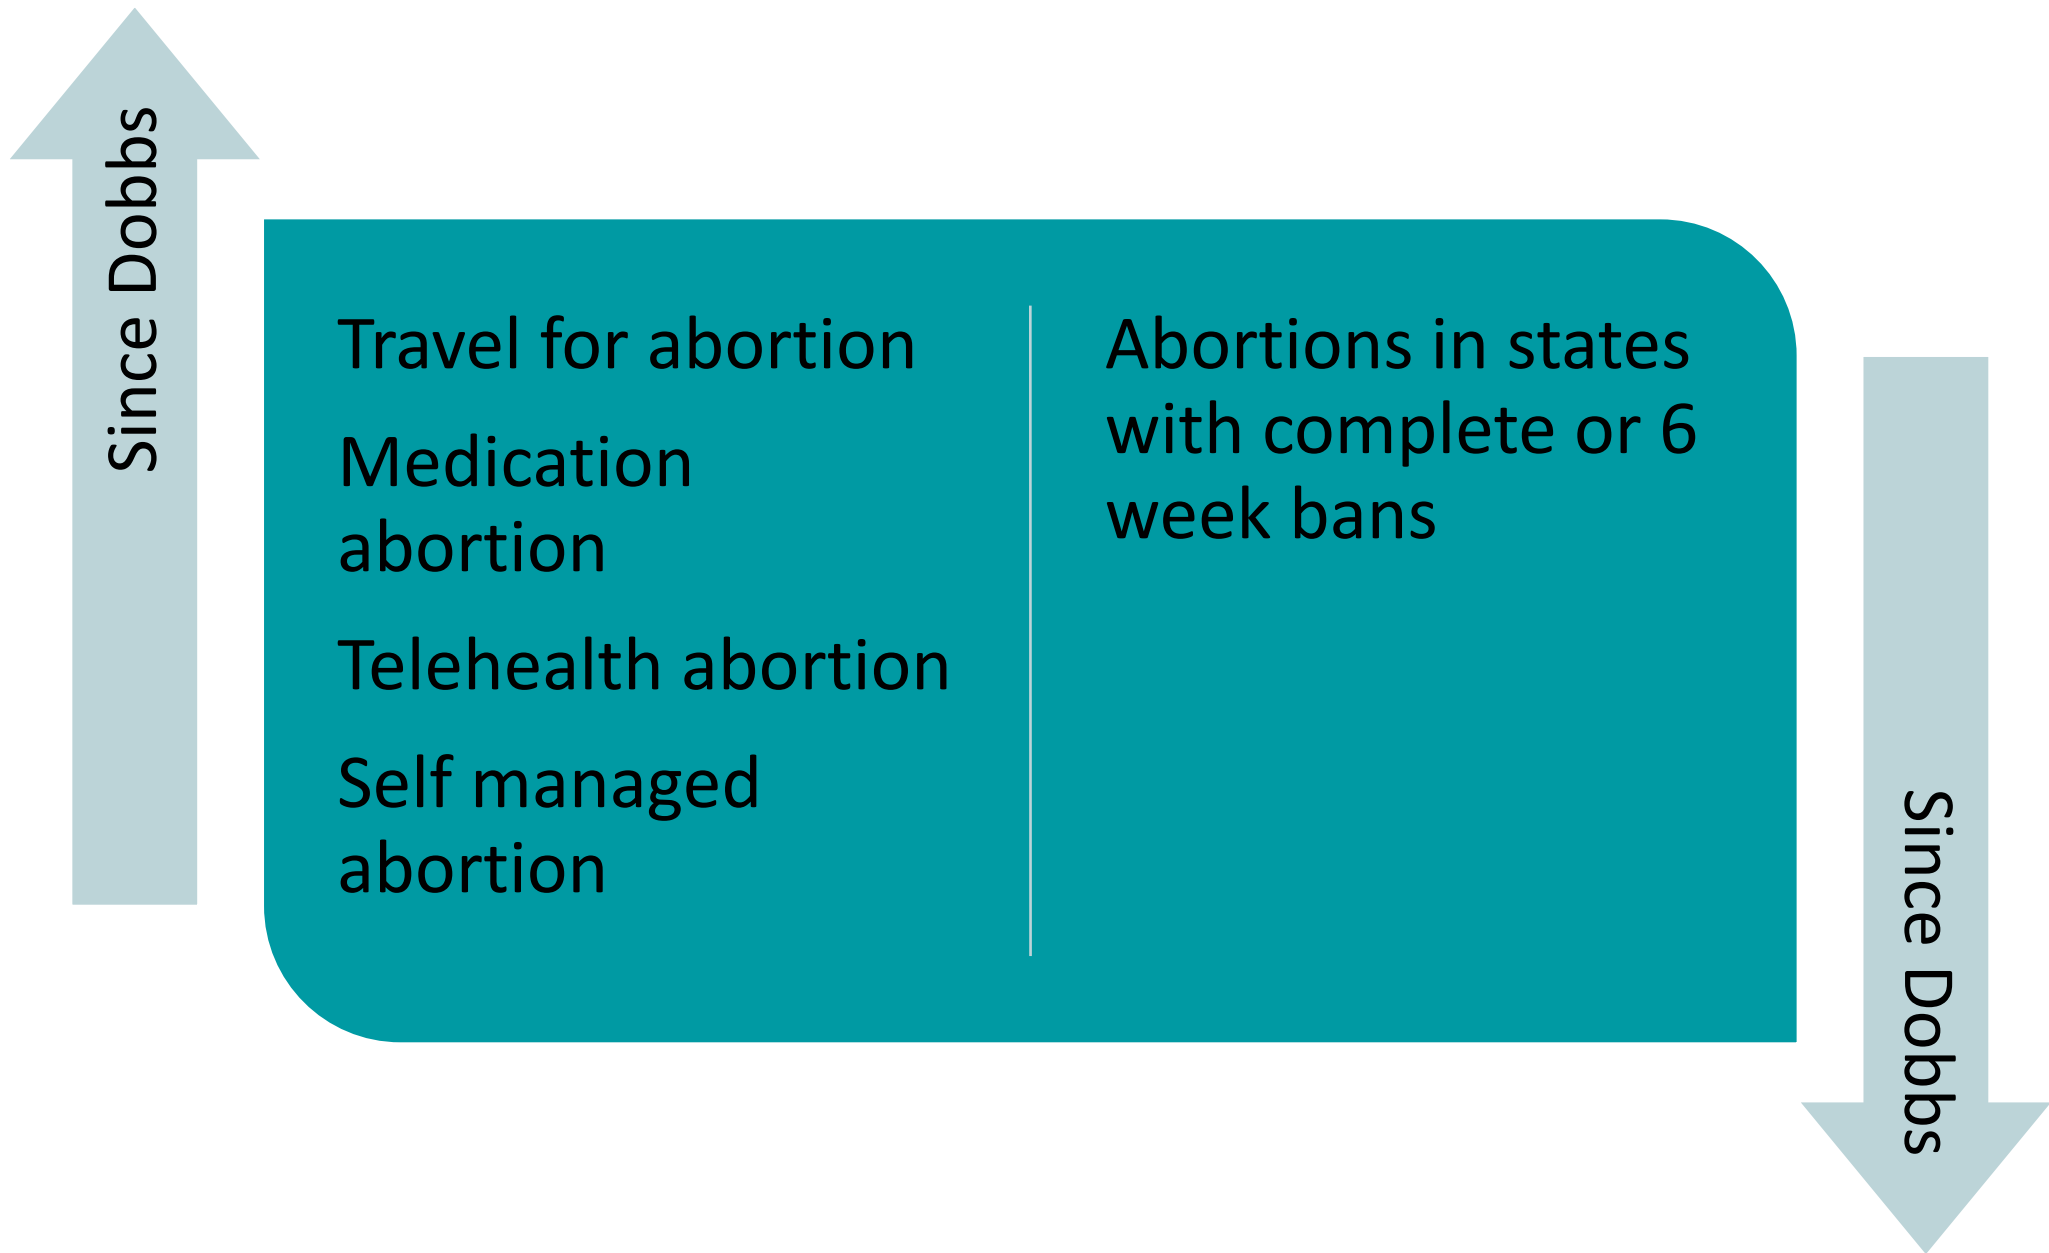 Since Dobbs
Travel for abortion
Medication
abortion
Telehealth abortion
Self managed
abortion
Abortions in states
with complete or 6
week bans
Since Dobbs